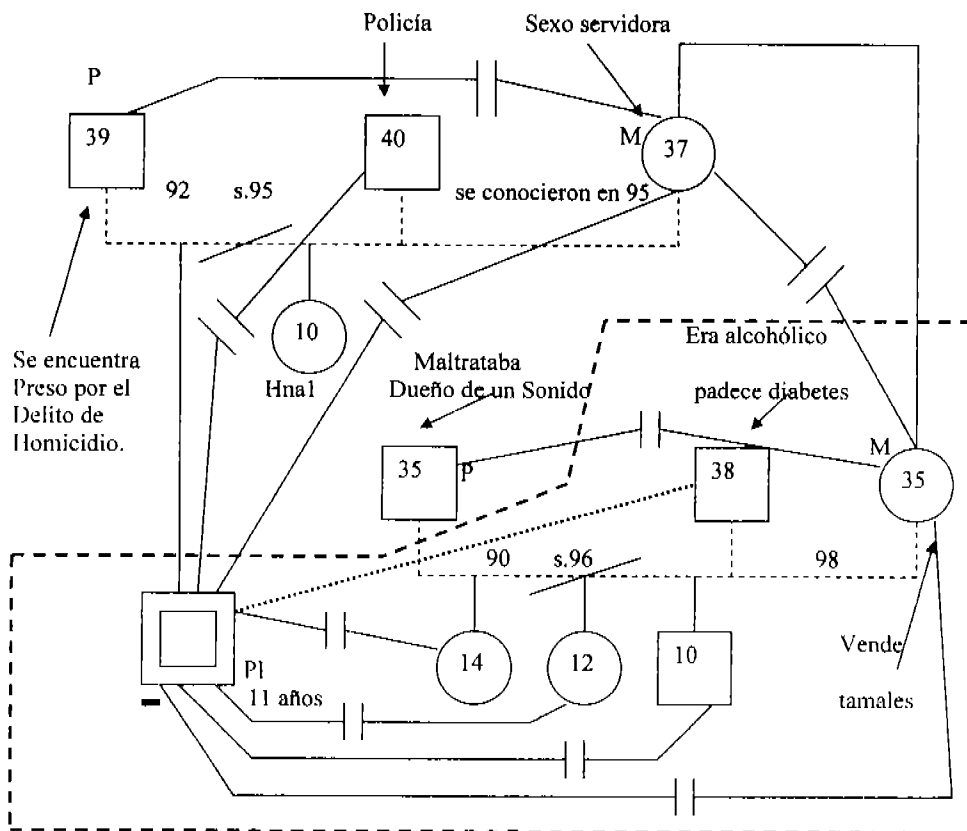 Policía
Sexo servidora
P
39
40
M
37
92
s.95
se conocieron en 95
10
Hna1
Se encuentra
Preso por el
Delito de
Homicidio.
Maltrataba
Dueño de un Sonido
Era alcohólico
padece diabetes
35
P
38
M
35
90
s.96
98
14
12
10
P1
11 años
Vende
tamales